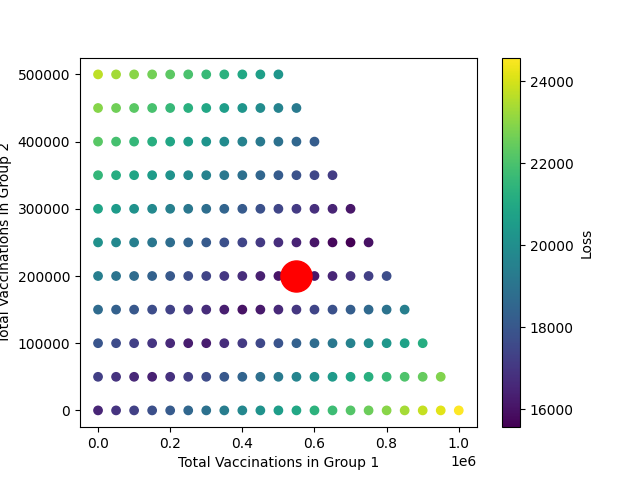 500000
400000
300000
200000
100000
0
Total Vaccinations in Group 2
0.0 0.2 0.4 0.6 0.8 1.0
1e6
Total Vaccinations in Group 1
24000
22000
20000
18000
16000
Loss